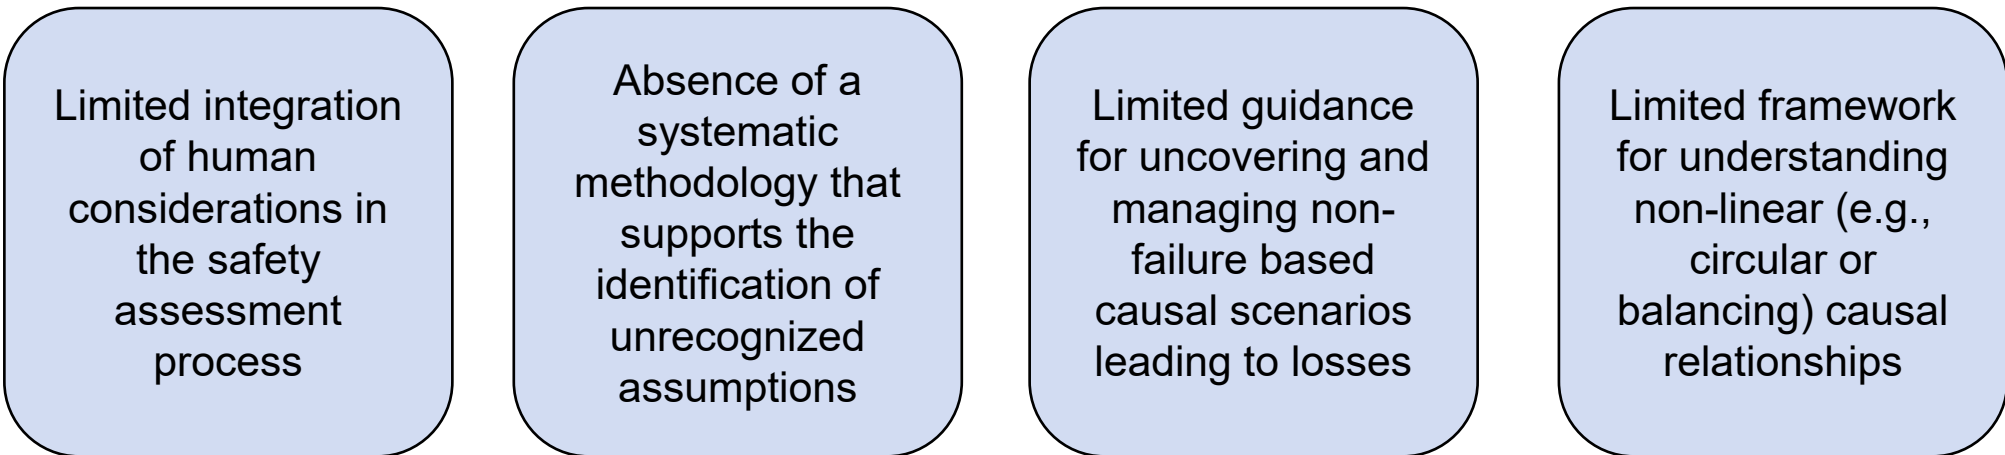 Limited integration
of human
considerations in
the safety
assessment
process
Absence of a
systematic
methodology that
supports the
identification of
unrecognized
assumptions
Limited guidance
for uncovering and
managing non-
failure based
causal scenarios
leading to losses
Limited framework
for understanding
non-linear (e.g.,
circular or
balancing) causal
relationships